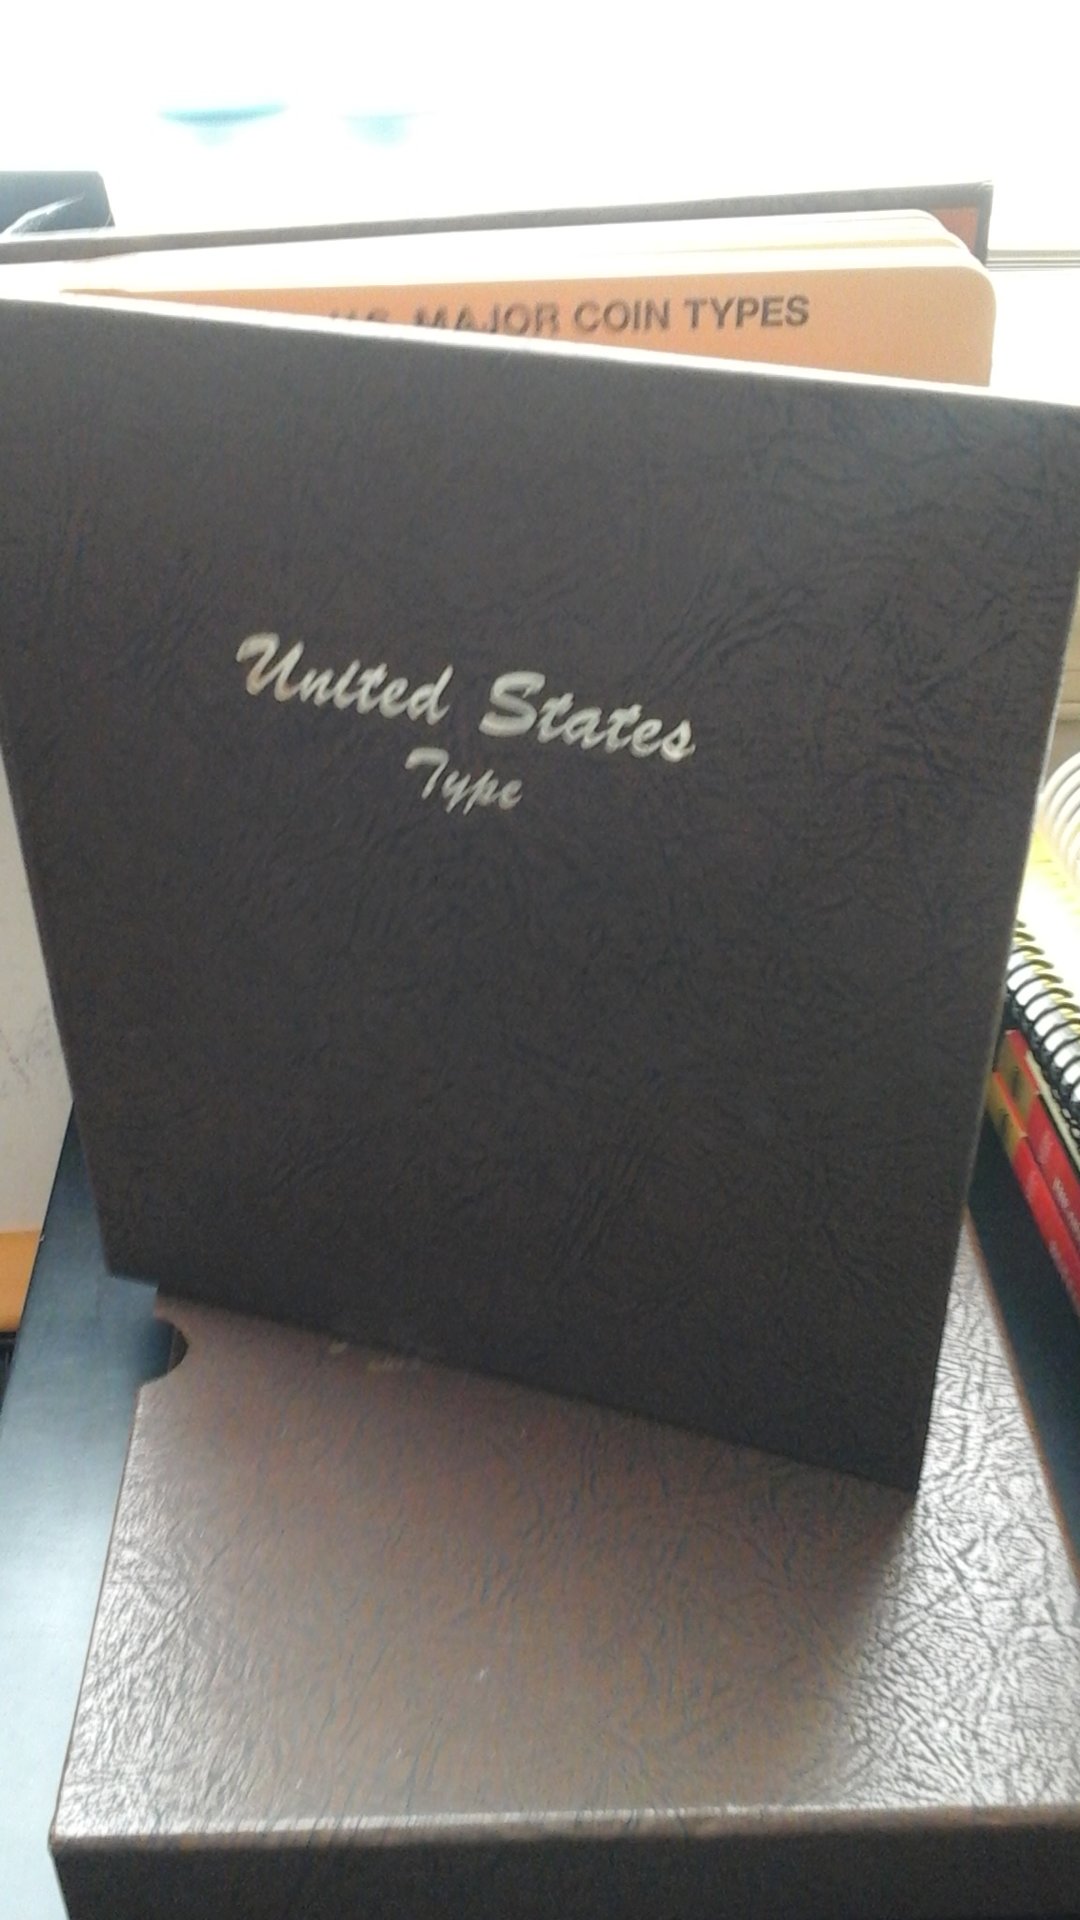 U.S. MAJOR COIN TYPES
United States
Type